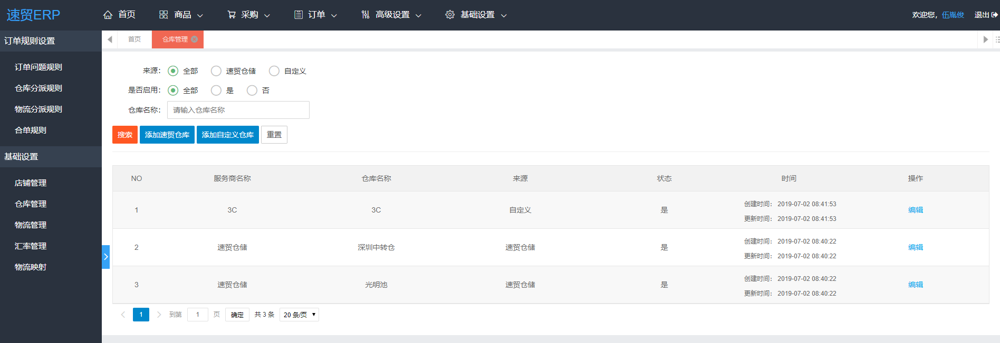 速贸ERP 首页 商品 采购 订单 高级设置 基础设置 欢迎您，伍胤俊 退出
订单规则设置
订单问题规则
仓库分派规则
物流分派规则
合单规则
基础设置
店铺管理
仓库管理
物流管理
汇率管理
物流映射
首页 仓库管理
来源： 全部 速贸仓储 自定义
是否启用： 全部 是 否
仓库名称： 请输入仓库名称
搜索 添加速贸仓库 添加自定义仓库 重置
NO 服务商名称 仓库名称 来源 状态 时间 操作
1 3C 3C 自定义 是 创建时间： 2019-07-02 08:41:53 编辑
更新时间： 2019-07-02 08:41:53
2 速贸仓储 深圳中转仓 速贸仓储 是 创建时间： 2019-07-02 08:40:22 编辑
更新时间： 2019-07-02 08:40:22
3 速贸仓储 光明池 速贸仓储 是 创建时间： 2019-07-02 08:40:22 编辑
更新时间： 2019-07-02 08:40:22
1 到第 1 页 确定 共 3 条 20 条/页